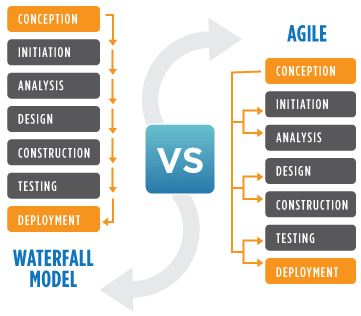 CONCEPTION
INITIATION
ANALYSIS
DESIGN
CONSTRUCTION
TESTING
DEPLOYMENT
WATERFALL
MODEL
VS
AGILE
CONCEPTION
INITIATION
ANALYSIS
DESIGN
CONSTRUCTION
TESTING
DEPLOYMENT